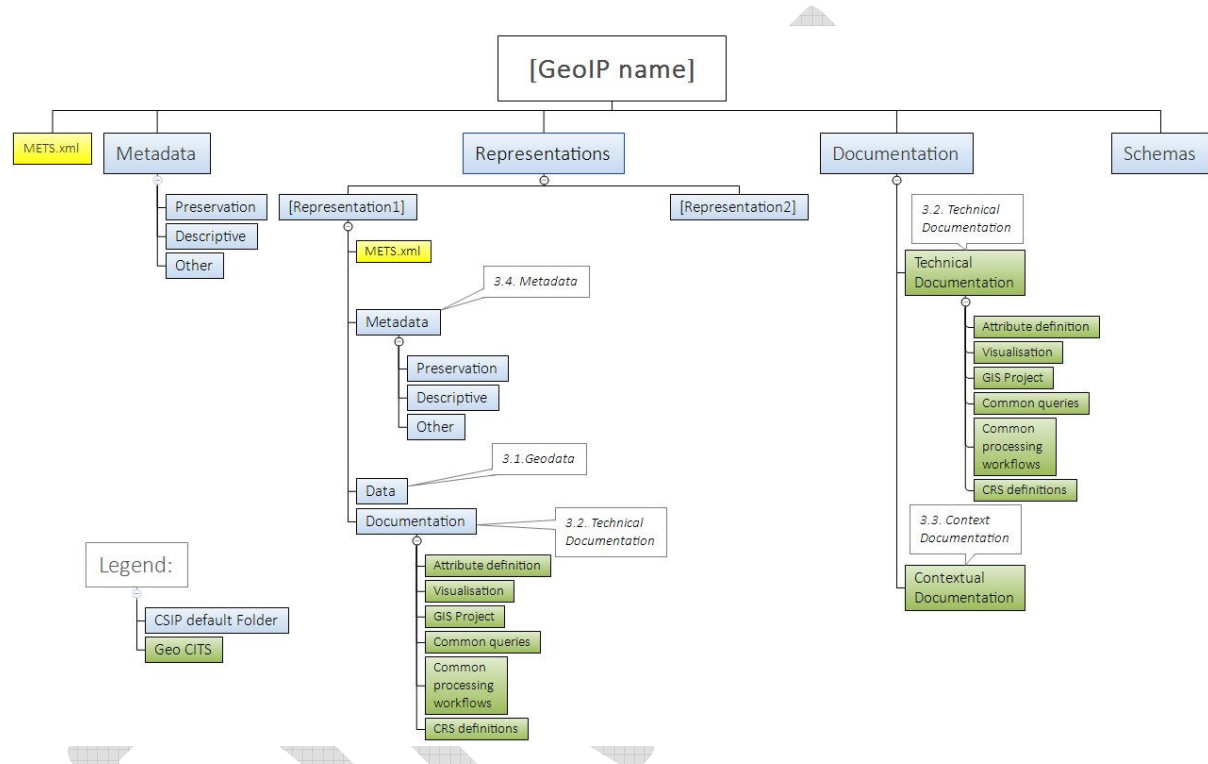 [GeoIP name]
METS.xml
Metadata
Representations
Documentation
Schemas
Preservation
Descriptive
Other
[Representation1]
[Representation2]
METS.xml
3.4. Metadata
Metadata
Preservation
Descriptive
Other
3.1.Geodata
Data
Documentation
3.2. Technical
Documentation
Attribute definition
Visualisation
GIS Project
Common queries
Common
processing
workflows
CRS definitions
3.2. Technical
Documentation
Technical
Documentation
Attribute definition
Visualisation
GIS Project
Common queries
Common
processing
workflows
CRS definitions
3.3. Context
Documentation
Contextual
Documentation
Legend:
CSIP default Folder
Geo CITS